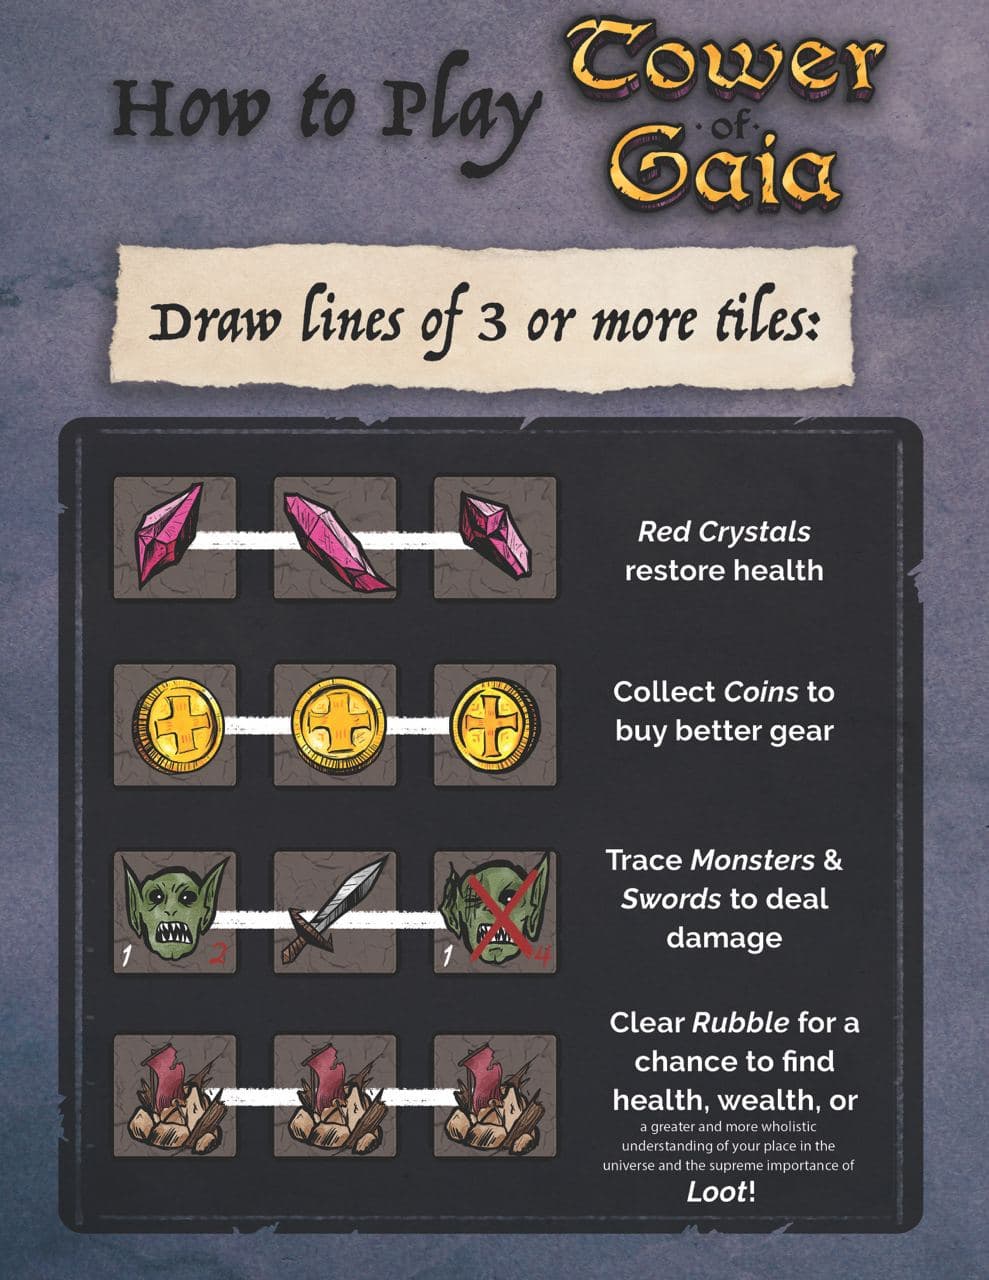 How to Play
Tower
·of·
Gaia
Draw lines of 3 or more tiles:
Red Crystals
restore health
Collect Coins to
buy better gear
Trace Monsters &
Swords to deal
damage
1 2
1 4
Clear Rubble for a
chance to find
health, wealth, or
a greater and more wholistic
understanding of your place in the
universe and the supreme importance of
Loot!